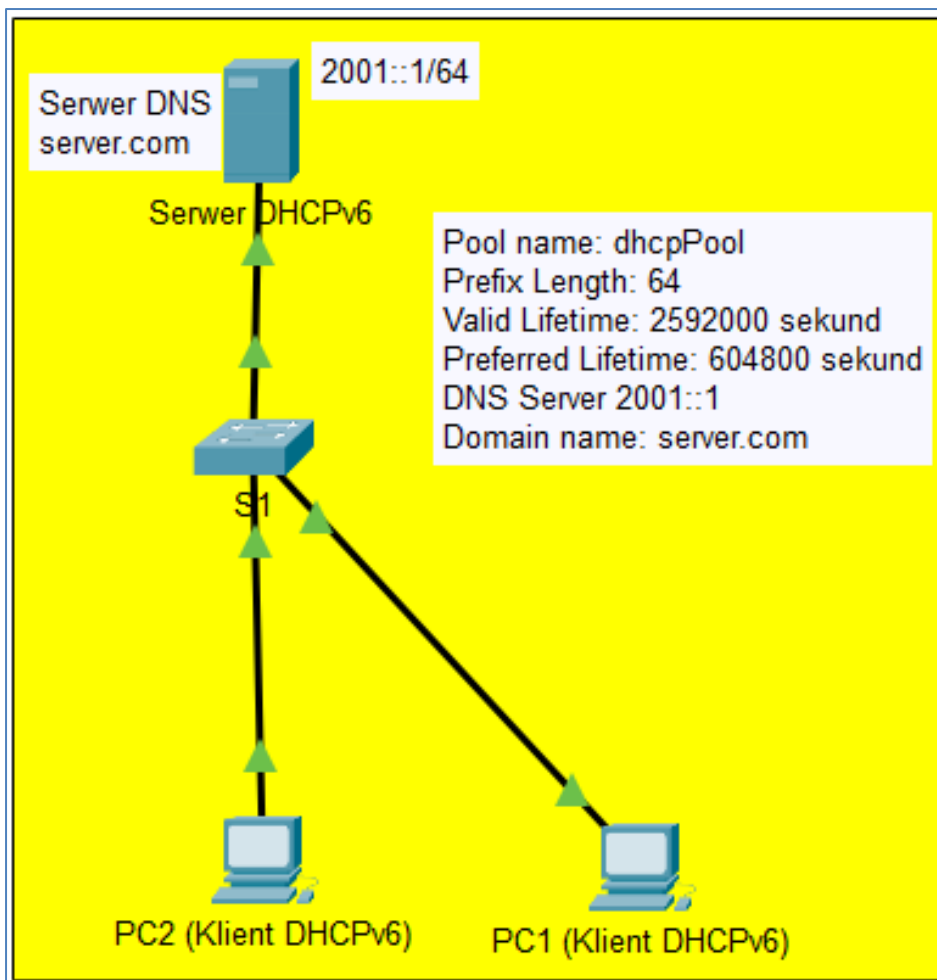 2001::1/64
Serwer DNS
server.com
Serwer DHCPv6
Pool name: dhcpPool
Prefix Length: 64
Valid Lifetime: 2592000 sekund
Preferred Lifetime: 604800 sekund
DNS Server 2001::1
Domain name: server.com
S1
PC2 (Klient DHCPv6)
PC1 (Klient DHCPv6)